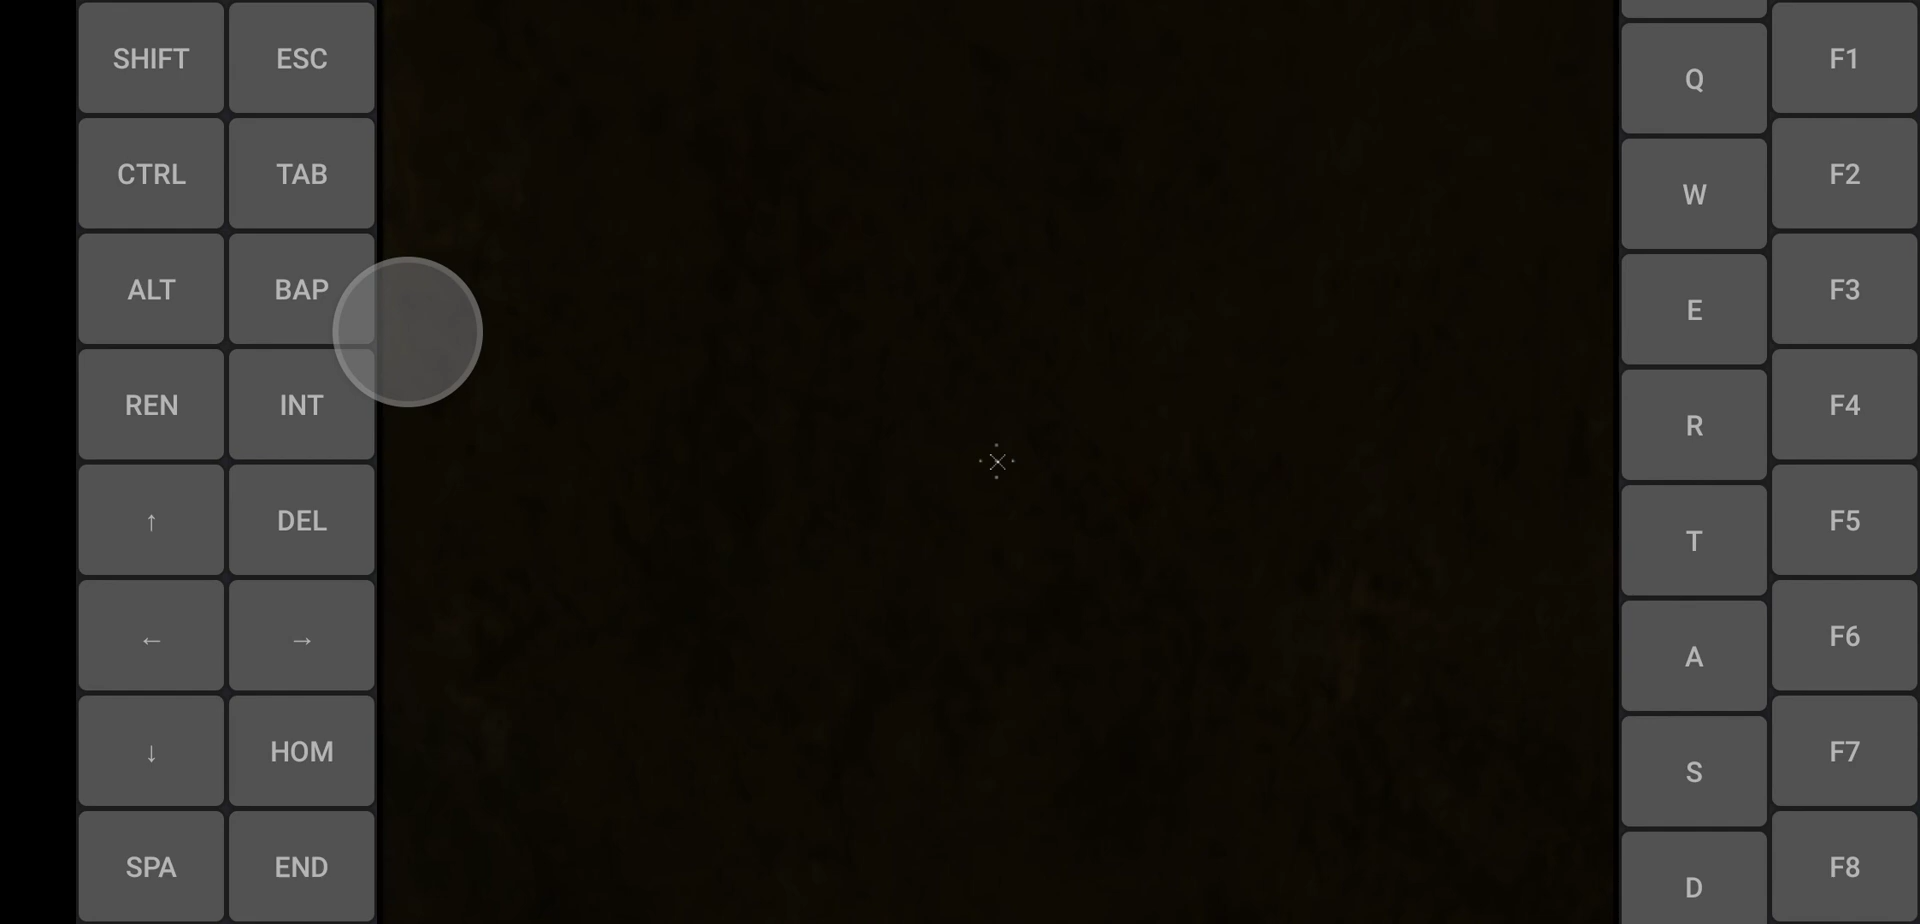 SHIFT ESC
CTRL TAB
ALT BAP
REN INT
↑ DEL
← →
↓ HOM
SPA END
Q
W
E
R
T
A
S
D
F1
F2
F3
F4
F5
F6
F7
F8